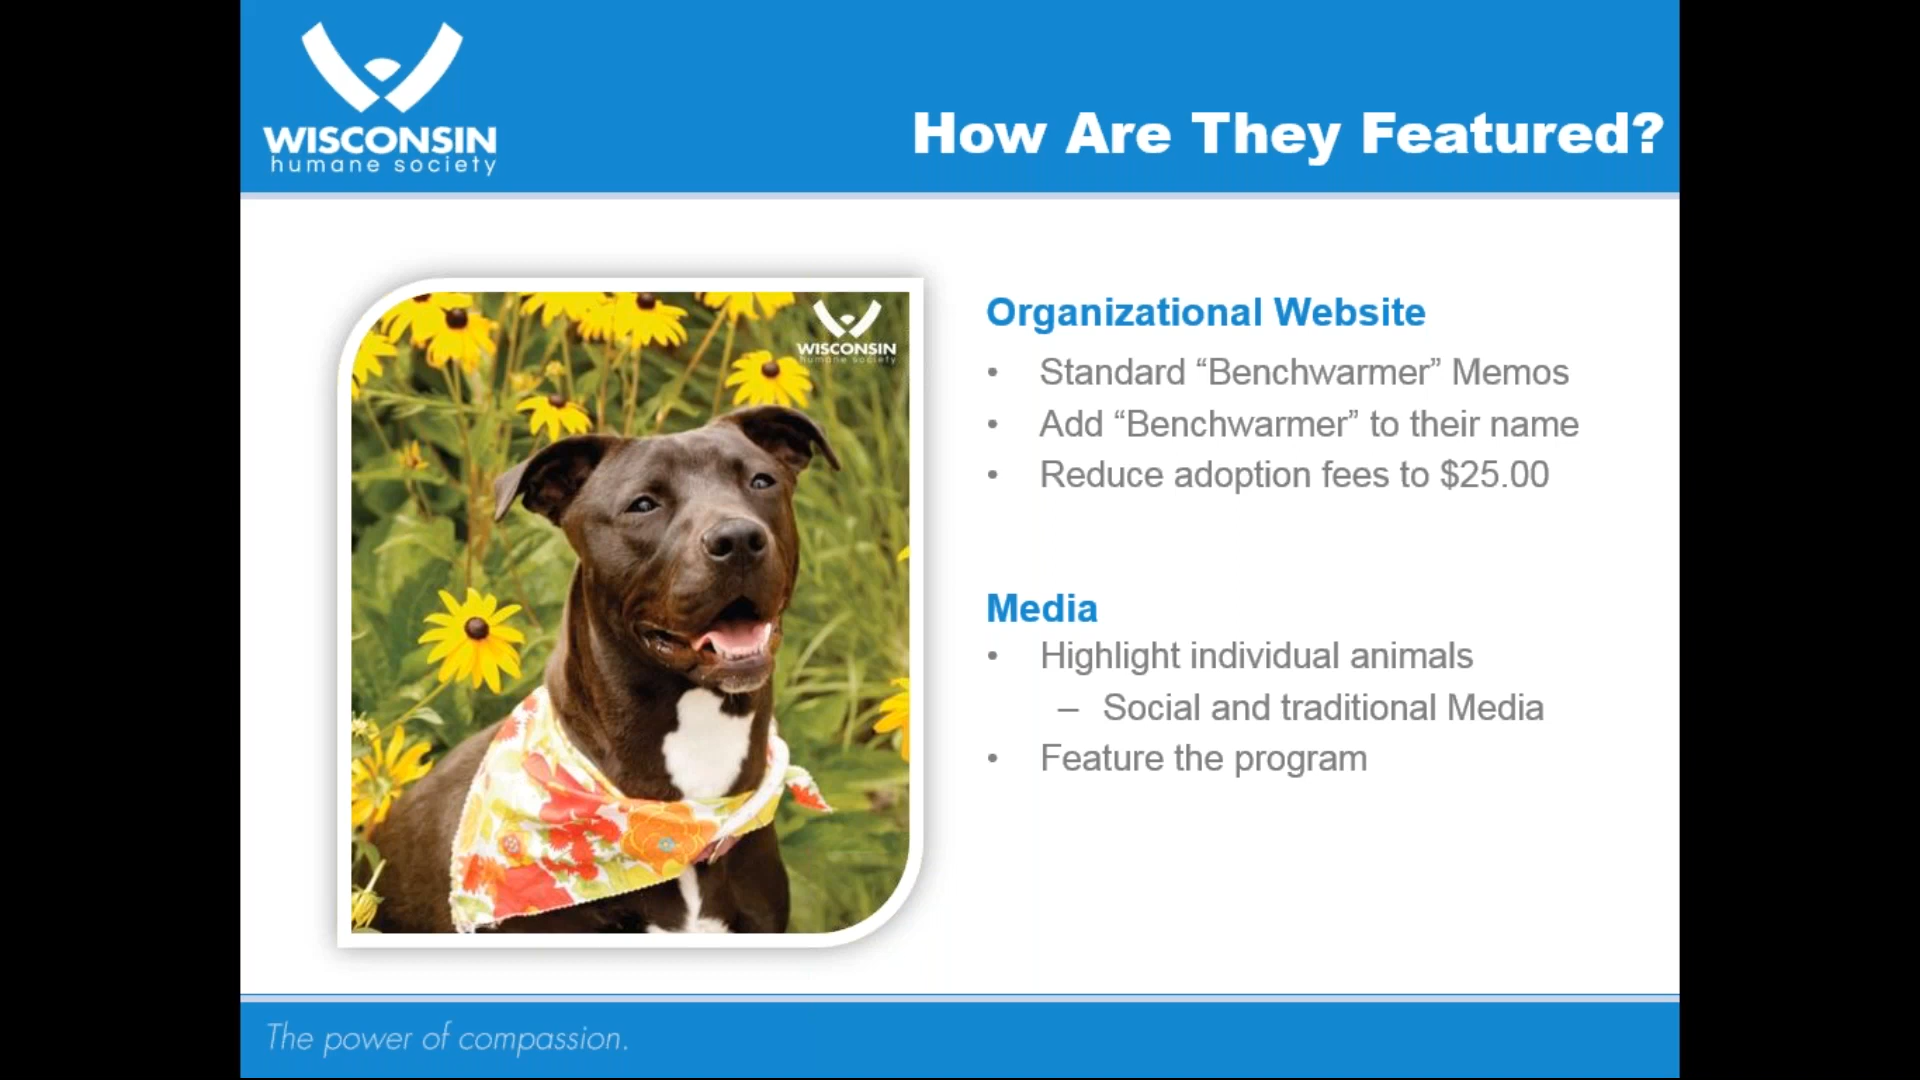 WISCONSIN
humane society
How Are They Featured?
WISCONSIN
humane society
Organizational Website
• Standard “Benchwarmer” Memos
• Add “Benchwarmer” to their name
• Reduce adoption fees to $25.00
Media
• Highlight individual animals
– Social and traditional Media
• Feature the program
The power of compassion.